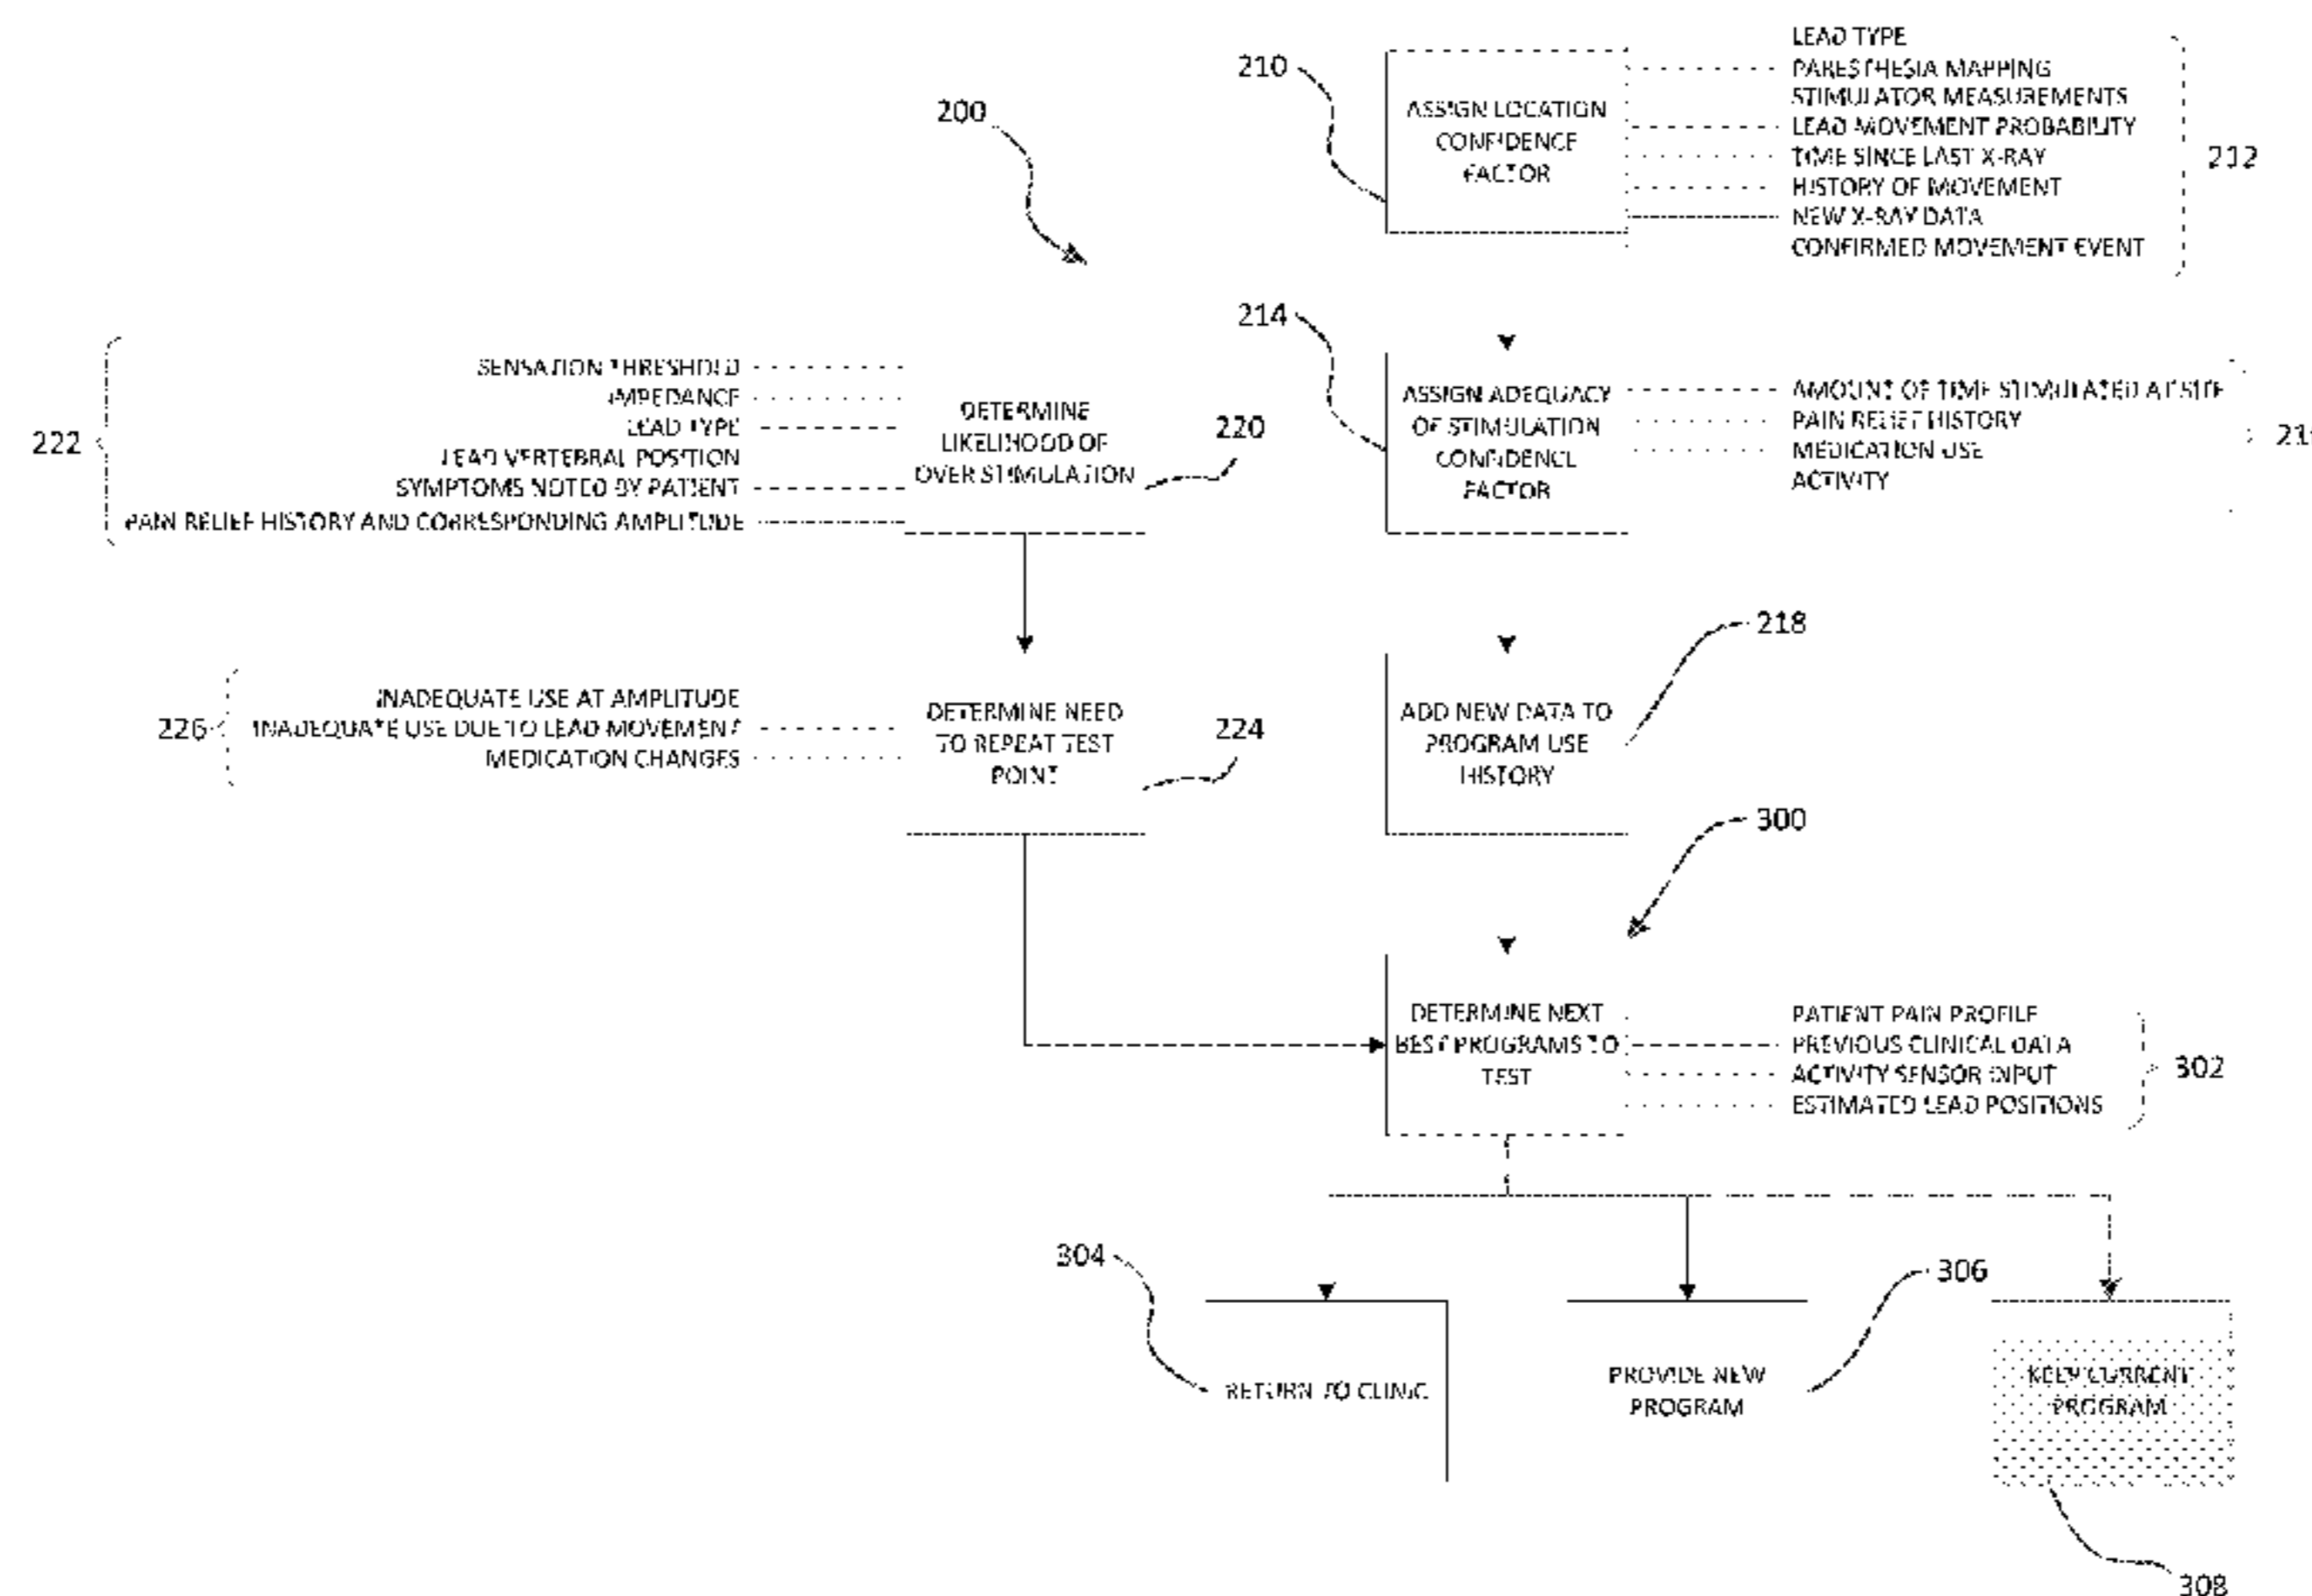 210
200
ASSIGN LOCATION
CONFIDENCE
FACTOR
LEAD TYPE
PARESTHESIA MAPPING
STIMULATOR MEASUREMENTS
LEAD MOVEMENT PROBABILITY
TIME SINCE LAST X-RAY
HISTORY OF MOVEMENT
NEW X-RAY DATA
CONFIRMED MOVEMENT EVENT
212
222
SENSATION THRESHOLD
IMPEDANCE
LEAD TYPE
LEAD VERTEBRAL POSITION
SYMPTOMS NOTED BY PATIENT
PAIN RELIEF HISTORY AND CORRESPONDING AMPLITUDE
DETERMINE
LIKELIHOOD OF
OVER STIMULATION
220
214
ASSIGN ADEQUACY
OF STIMULATION
CONFIDENCE
FACTOR
AMOUNT OF TIME STIMULATED AT SITE
PAIN RELIEF HISTORY
MEDICATION USE
ACTIVITY
226
INADEQUATE USE AT AMPLITUDE
INADEQUATE USE DUE TO LEAD MOVEMENT
MEDICATION CHANGES
DETERMINE NEED
TO REPEAT TEST
POINT
224
ADD NEW DATA TO
PROGRAM USE
HISTORY
218
300
DETERMINE NEXT
BEST PROGRAMS TO
TEST
PATIENT PAIN PROFILE
PREVIOUS CLINICAL DATA
ACTIVITY SENSOR INPUT
ESTIMATED LEAD POSITIONS
302
304
RETURN TO CLINIC
PROVIDE NEW
PROGRAM
306
KEEP CURRENT
PROGRAM
308